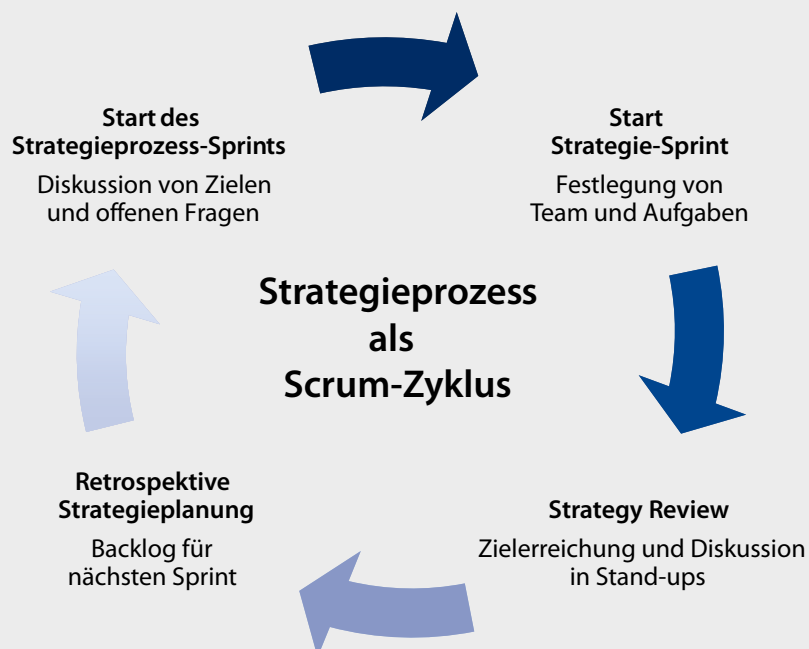 Start des
Strategieprozess-Sprints
Diskussion von Zielen
und offenen Fragen
Start
Strategie-Sprint
Festlegung von
Team und Aufgaben
Strategieprozess
als
Scrum-Zyklus
Retrospektive
Strategieplanung
Backlog für
nächsten Sprint
Strategy Review
Zielerreichung und Diskussion
in Stand-ups